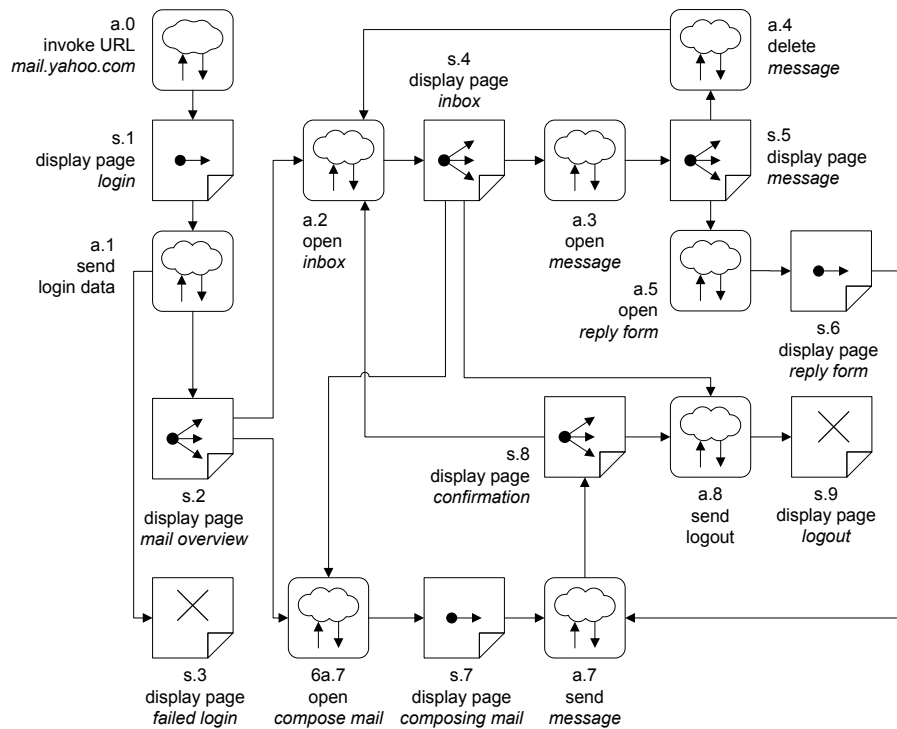 a.0
invoke URL
mail.yahoo.com
a.4
delete
message
s.4
display page
inbox
s.1
display page
login
s.5
display page
message
a.2
open
inbox
a.3
open
message
a.1
send
login data
a.5
open
reply form
s.6
display page
reply form
s.8
display page
confirmation
s.2
display page
mail overview
a.8
send
logout
s.9
display page
logout
s.3
display page
failed login
6a.7
open
compose mail
s.7
display page
composing mail
a.7
send
message